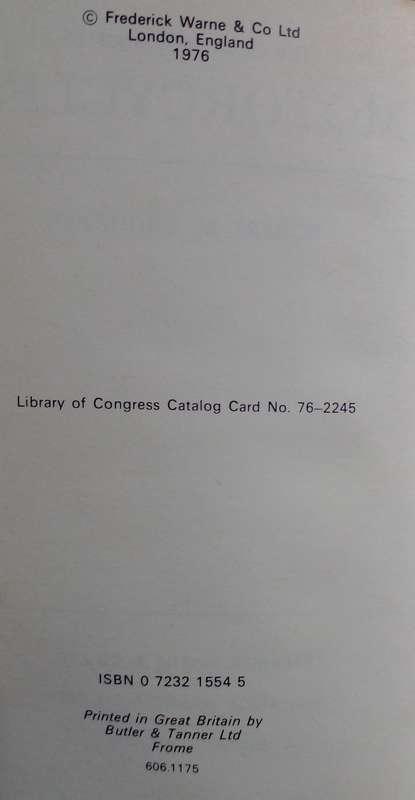 © Frederick Warne & Co Ltd
London, England
1976
Library of Congress Catalog Card No. 76–2245
ISBN 0 7232 1554 5
Printed in Great Britain by
Butler & Tanner Ltd
Frome
606.1175